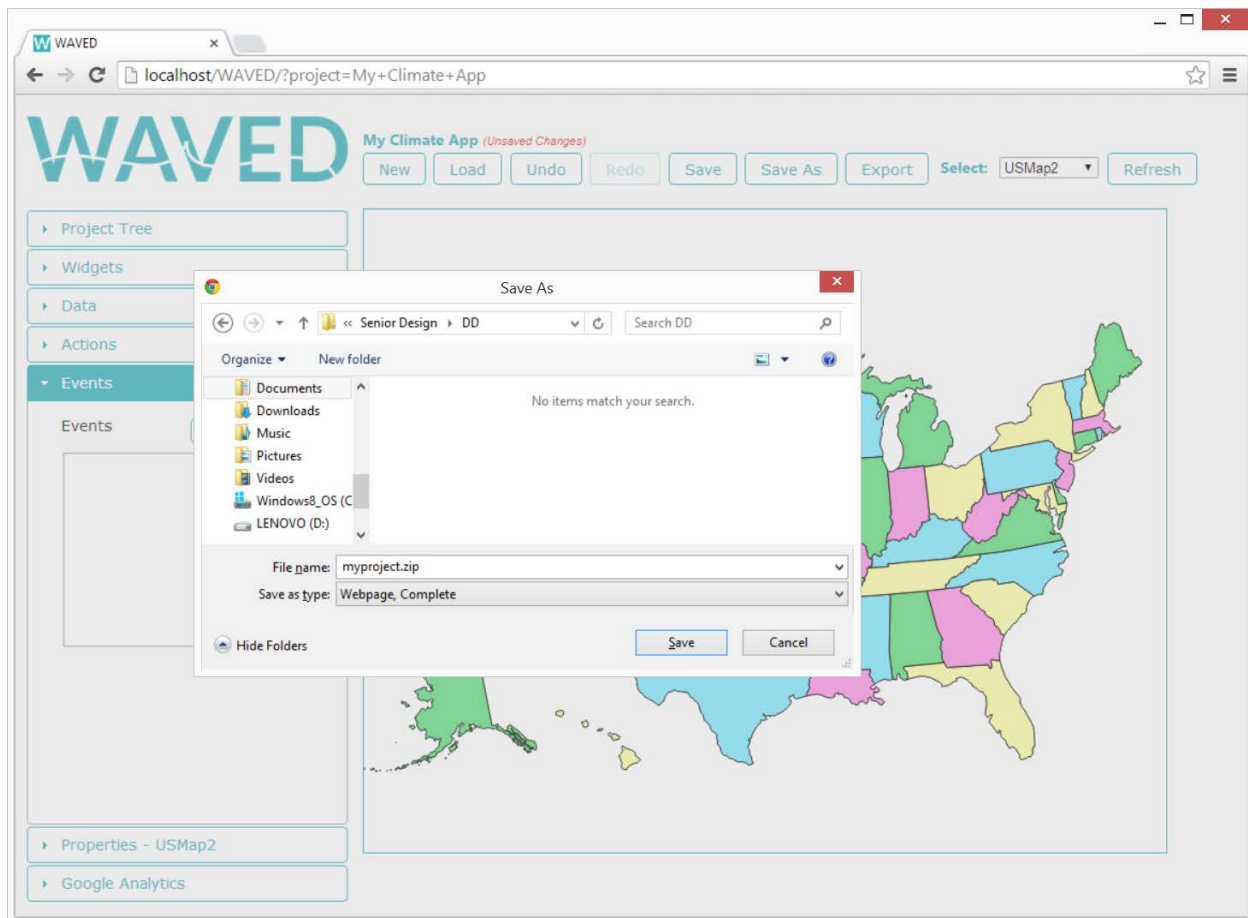 WAVED
localhost/WAVED/?project=My+Climate+App
WAVED
My Climate App (Unsaved Changes)
New Load Undo Redo Save Save As Export Select: USMap2 Refresh
Project Tree
Widgets
Data
Actions
Events
Events
Save As
« Senior Design DD
Search DD
Organize New folder
Documents
Downloads
Music
Pictures
Videos
Windows8_OS (C
LENOVO (D:)
No items match your search.
File name: myproject.zip
Save as type: Webpage, Complete
Hide Folders
Save Cancel
Properties - USMap2
Google Analytics